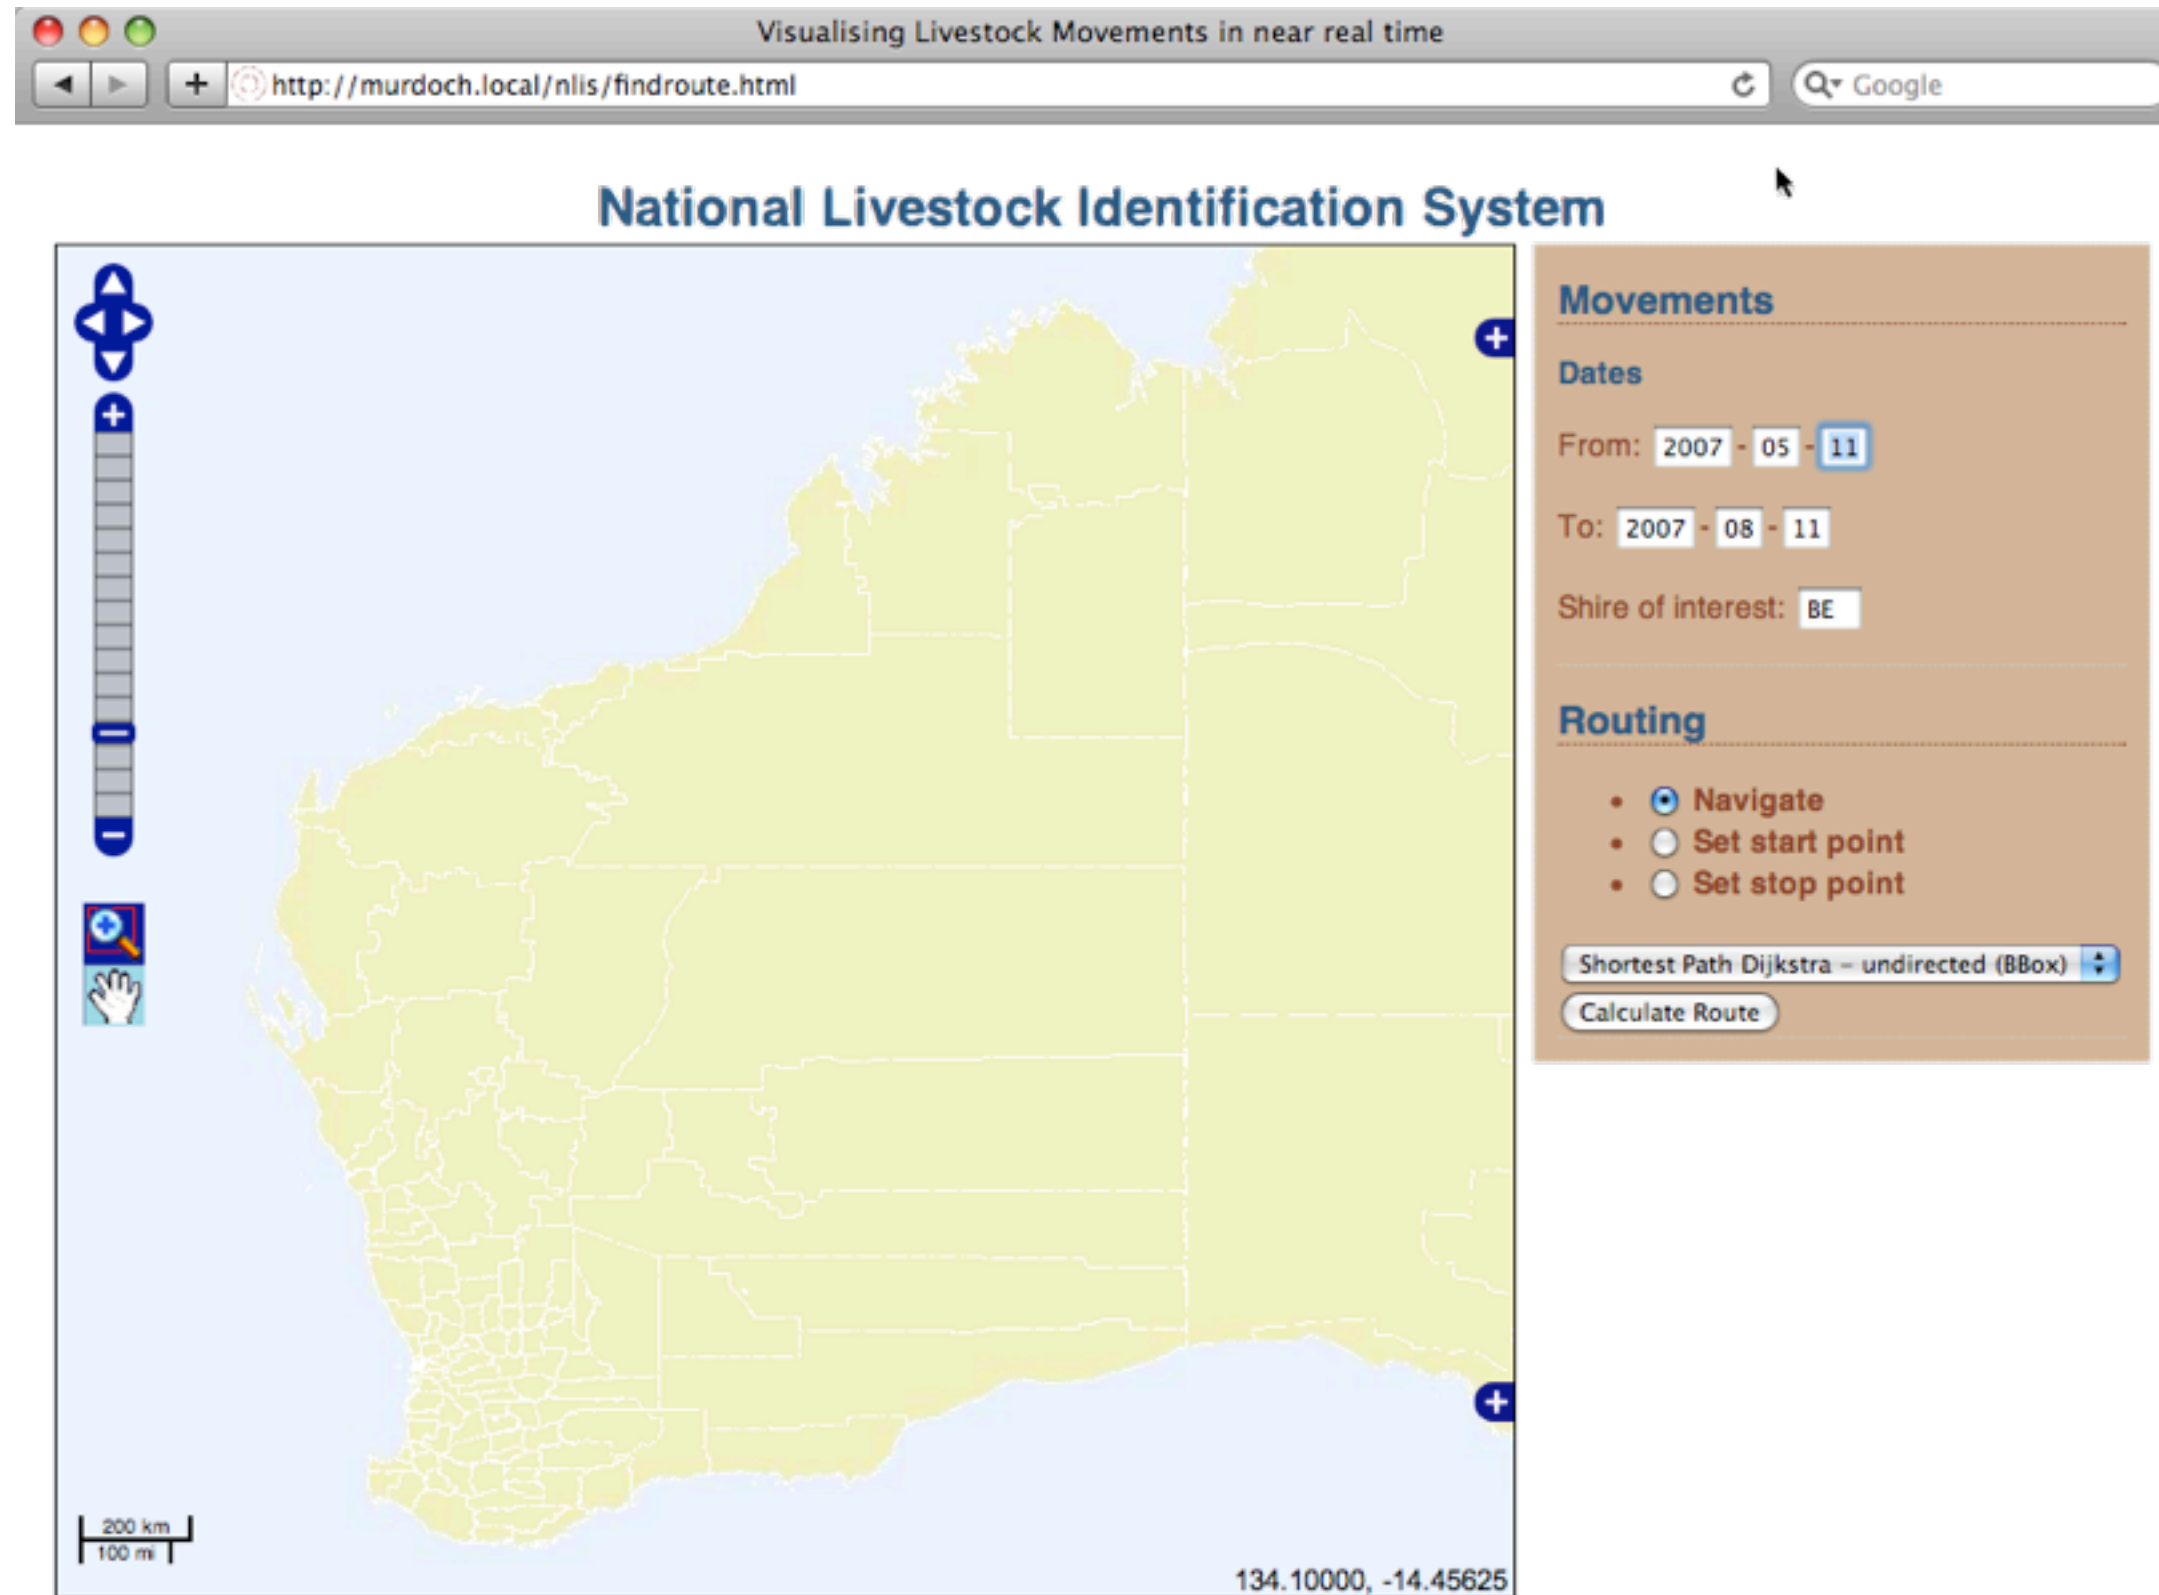 Visualising Livestock Movements in near real time
http://murdoch.local/nlis/findroute.html
Google
National Livestock Identification System
Movements
Dates
From: 2007 - 05 - 11
To: 2007 - 08 - 11
Shire of interest: BE
Routing
• Navigate
• Set start point
• Set stop point
Shortest Path Dijkstra – undirected (BBox)
Calculate Route
200 km
100 mi
134.10000, -14.45625